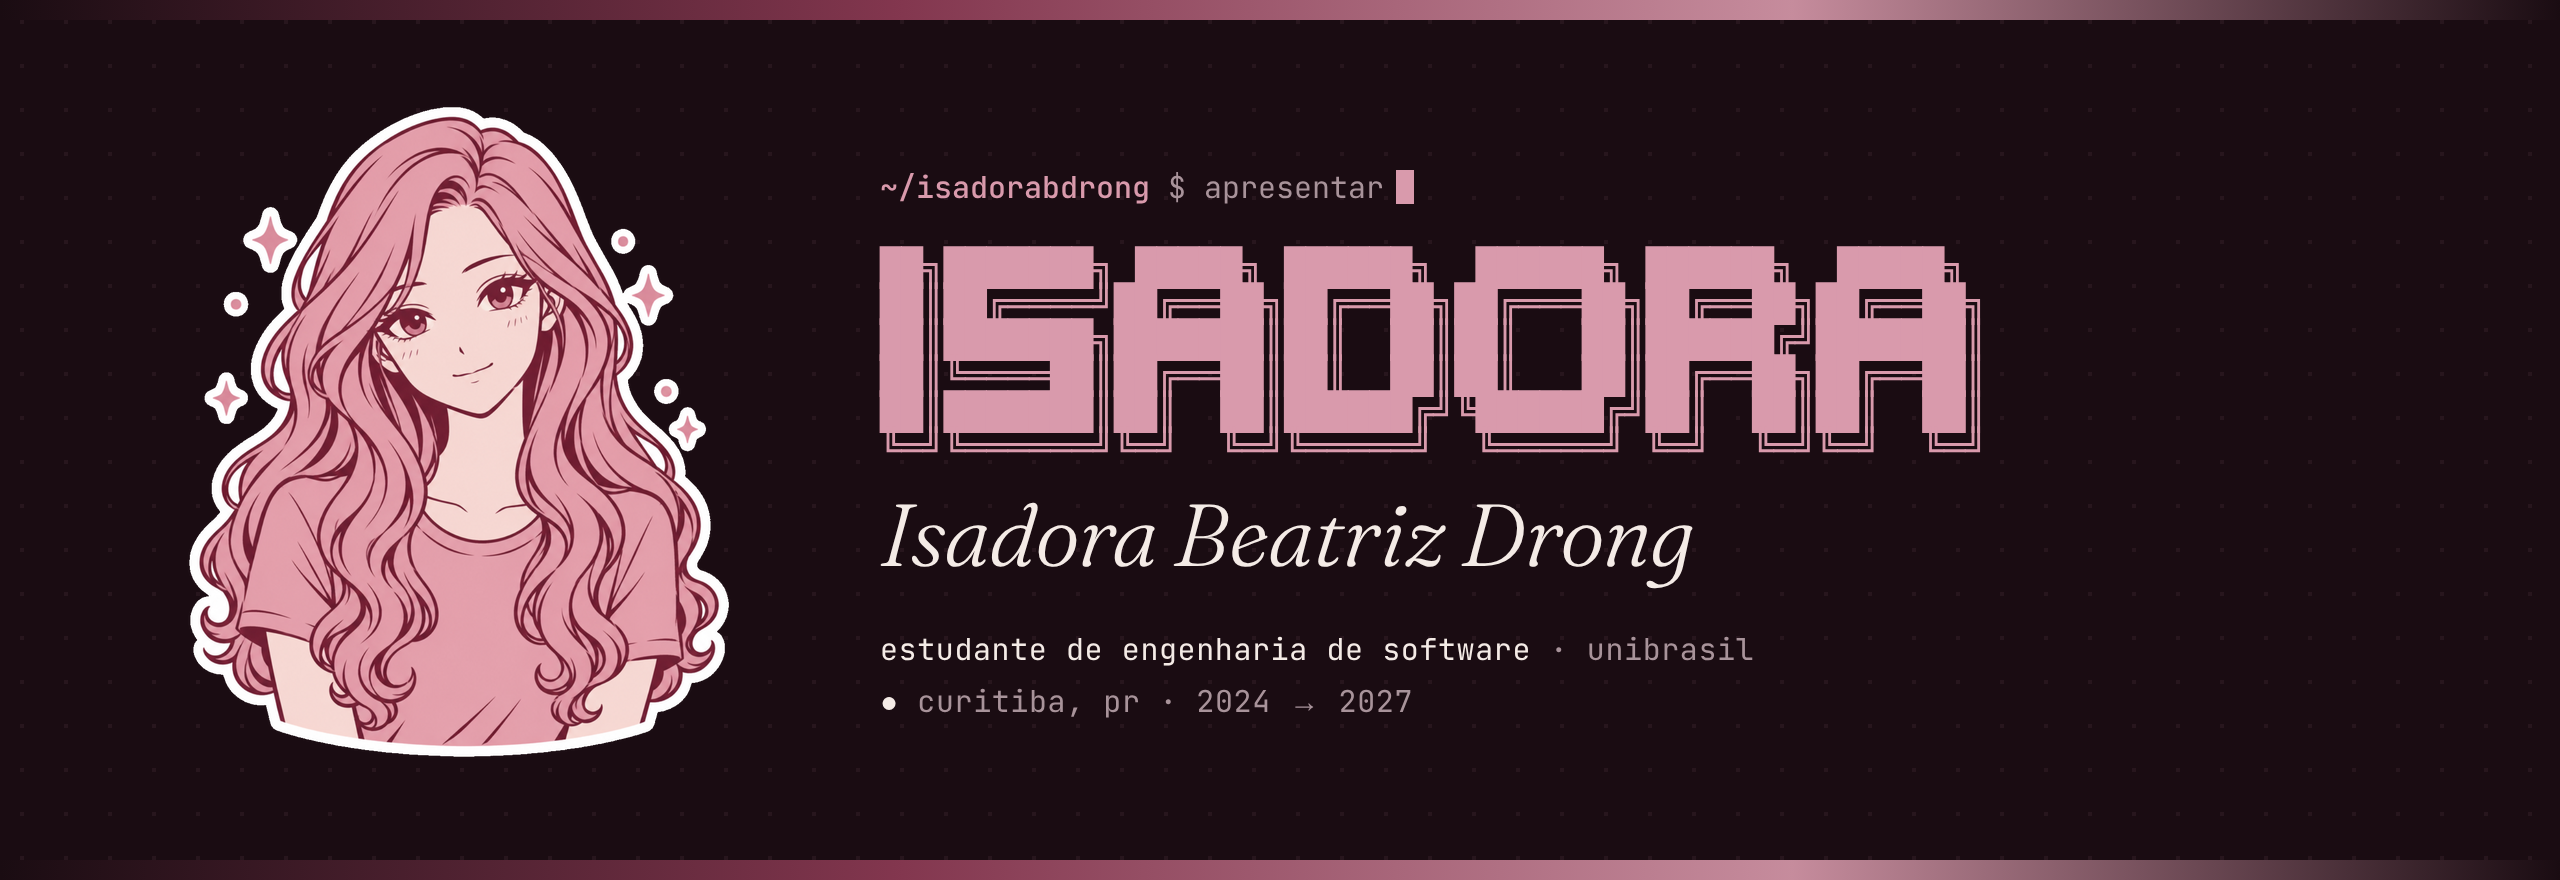 ~/isadorabdrong $ apresentar
ISADORA
Isadora Beatriz Drong
estudante de engenharia de software · unibrasil
● curitiba, pr · 2024 → 2027